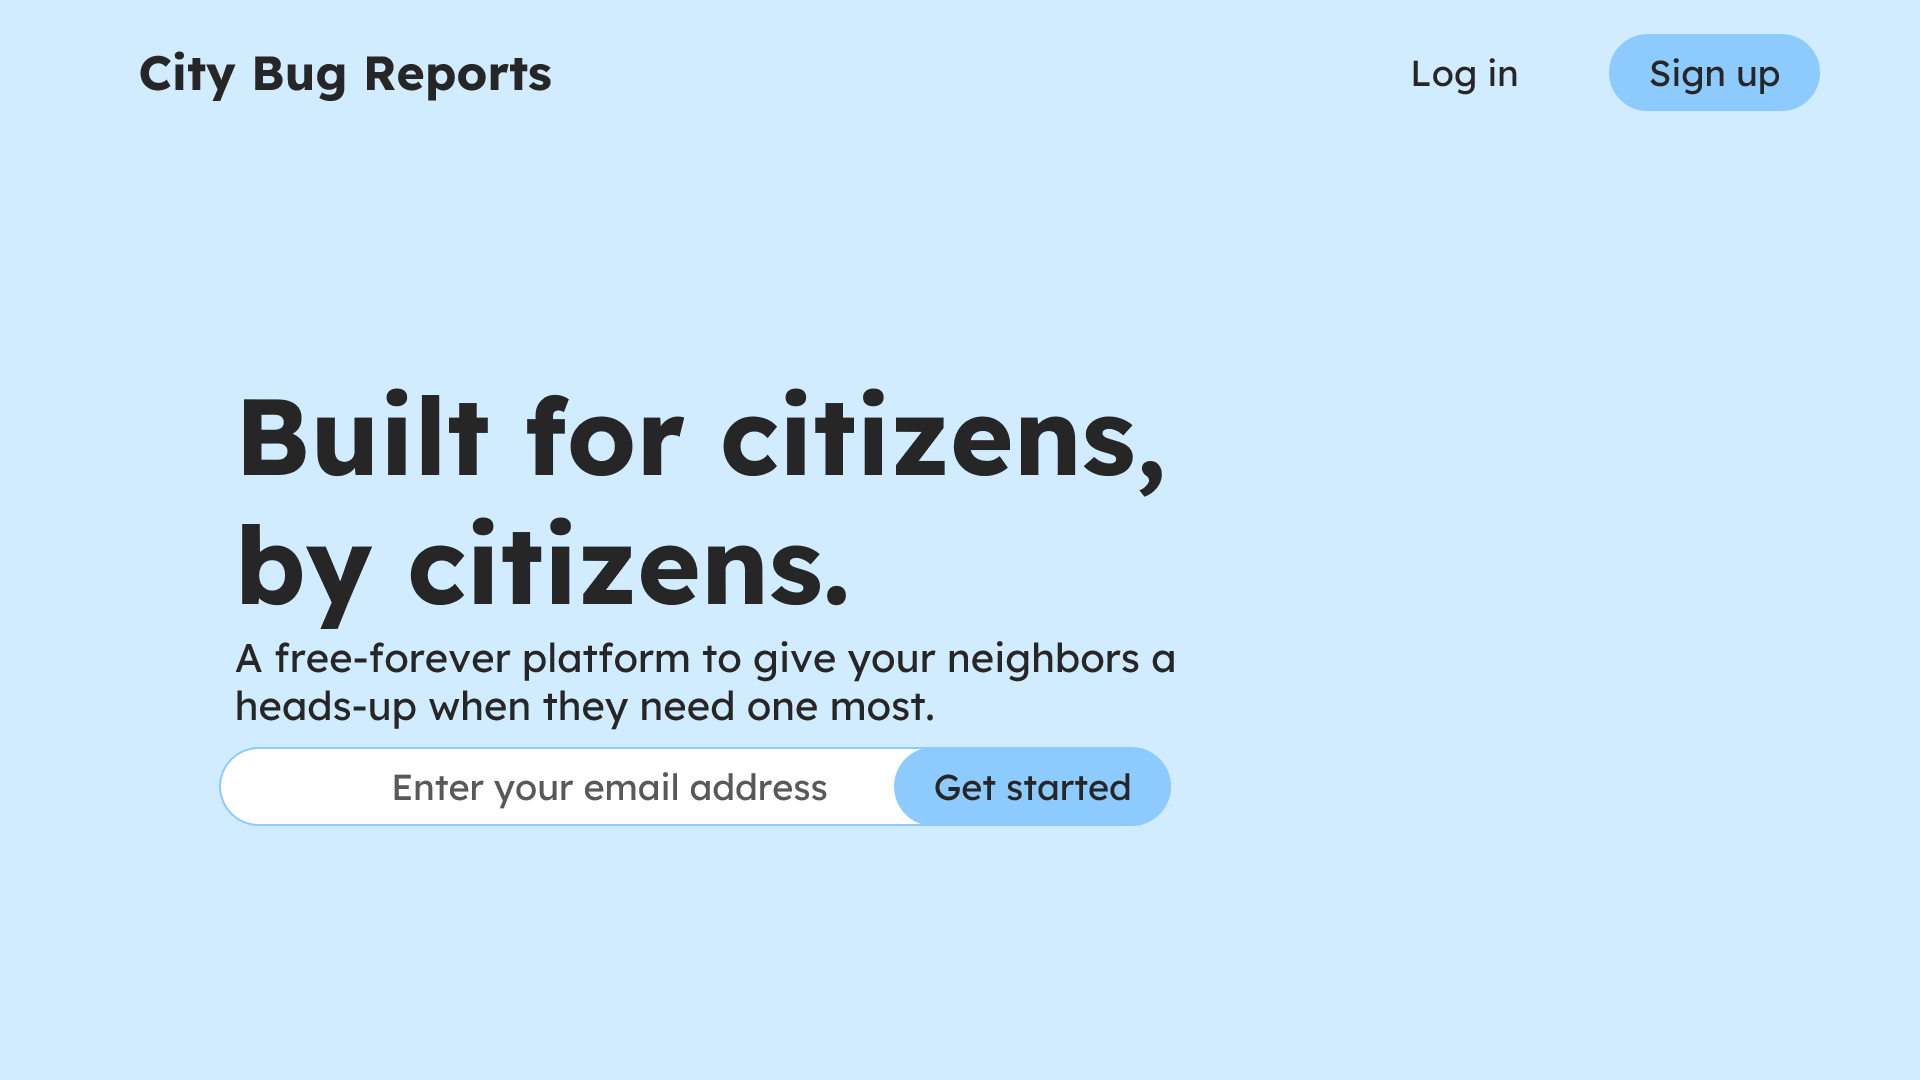 City Bug Reports
Log in
Sign up
Built for citizens,
by citizens.
A free-forever platform to give your neighbors a
heads-up when they need one most.
Enter your email address
Get started